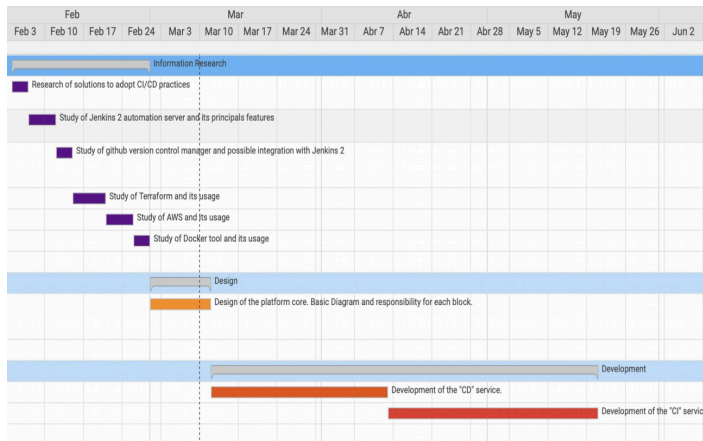 Feb Mar Abr May
Feb 3 Feb 10 Feb 17 Feb 24 Mar 3 Mar 10 Mar 17 Mar 24 Mar 31 Abr 7 Abr 14 Abr 21 Abr 28 May 5 May 12 May 19 May 26 Jun 2
Information Research
Research of solutions to adopt CI/CD practices
Study of Jenkins 2 automation server and its principals features
Study of github version control manager and possible integration with Jenkins 2
Study of Terraform and its usage
Study of AWS and its usage
Study of Docker tool and its usage
Design
Design of the platform core. Basic Diagram and responsibility for each block.
Development
Development of the "CD" service.
Development of the "CI" servic